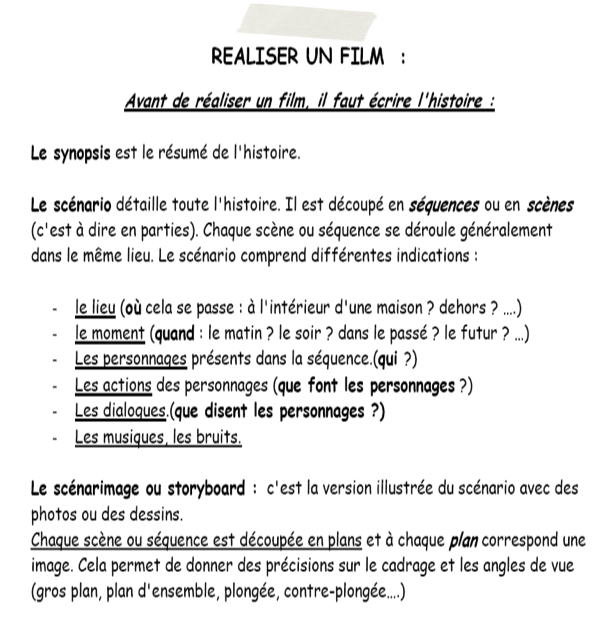 REALISER UN FILM :
Avant de réaliser un film, il faut écrire l'histoire :
Le synopsis est le résumé de l'histoire.
Le scénario détaille toute l'histoire. Il est découpé en séquences ou en scènes
(c'est à dire en parties). Chaque scène ou séquence se déroule généralement
dans le même lieu. Le scénario comprend différentes indications :
- le lieu (où cela se passe : à l'intérieur d'une maison ? dehors ? ....)
- le moment (quand : le matin ? le soir ? dans le passé ? le futur ? ...)
- Les personnages présents dans la séquence.(qui ?)
- Les actions des personnages (que font les personnages ?)
- Les dialogues.(que disent les personnages ?)
- Les musiques, les bruits.
Le scénarimage ou storyboard : c'est la version illustrée du scénario avec des
photos ou des dessins.
Chaque scène ou séquence est découpée en plans et à chaque plan correspond une
image. Cela permet de donner des précisions sur le cadrage et les angles de vue
(gros plan, plan d'ensemble, plongée, contre-plongée....)